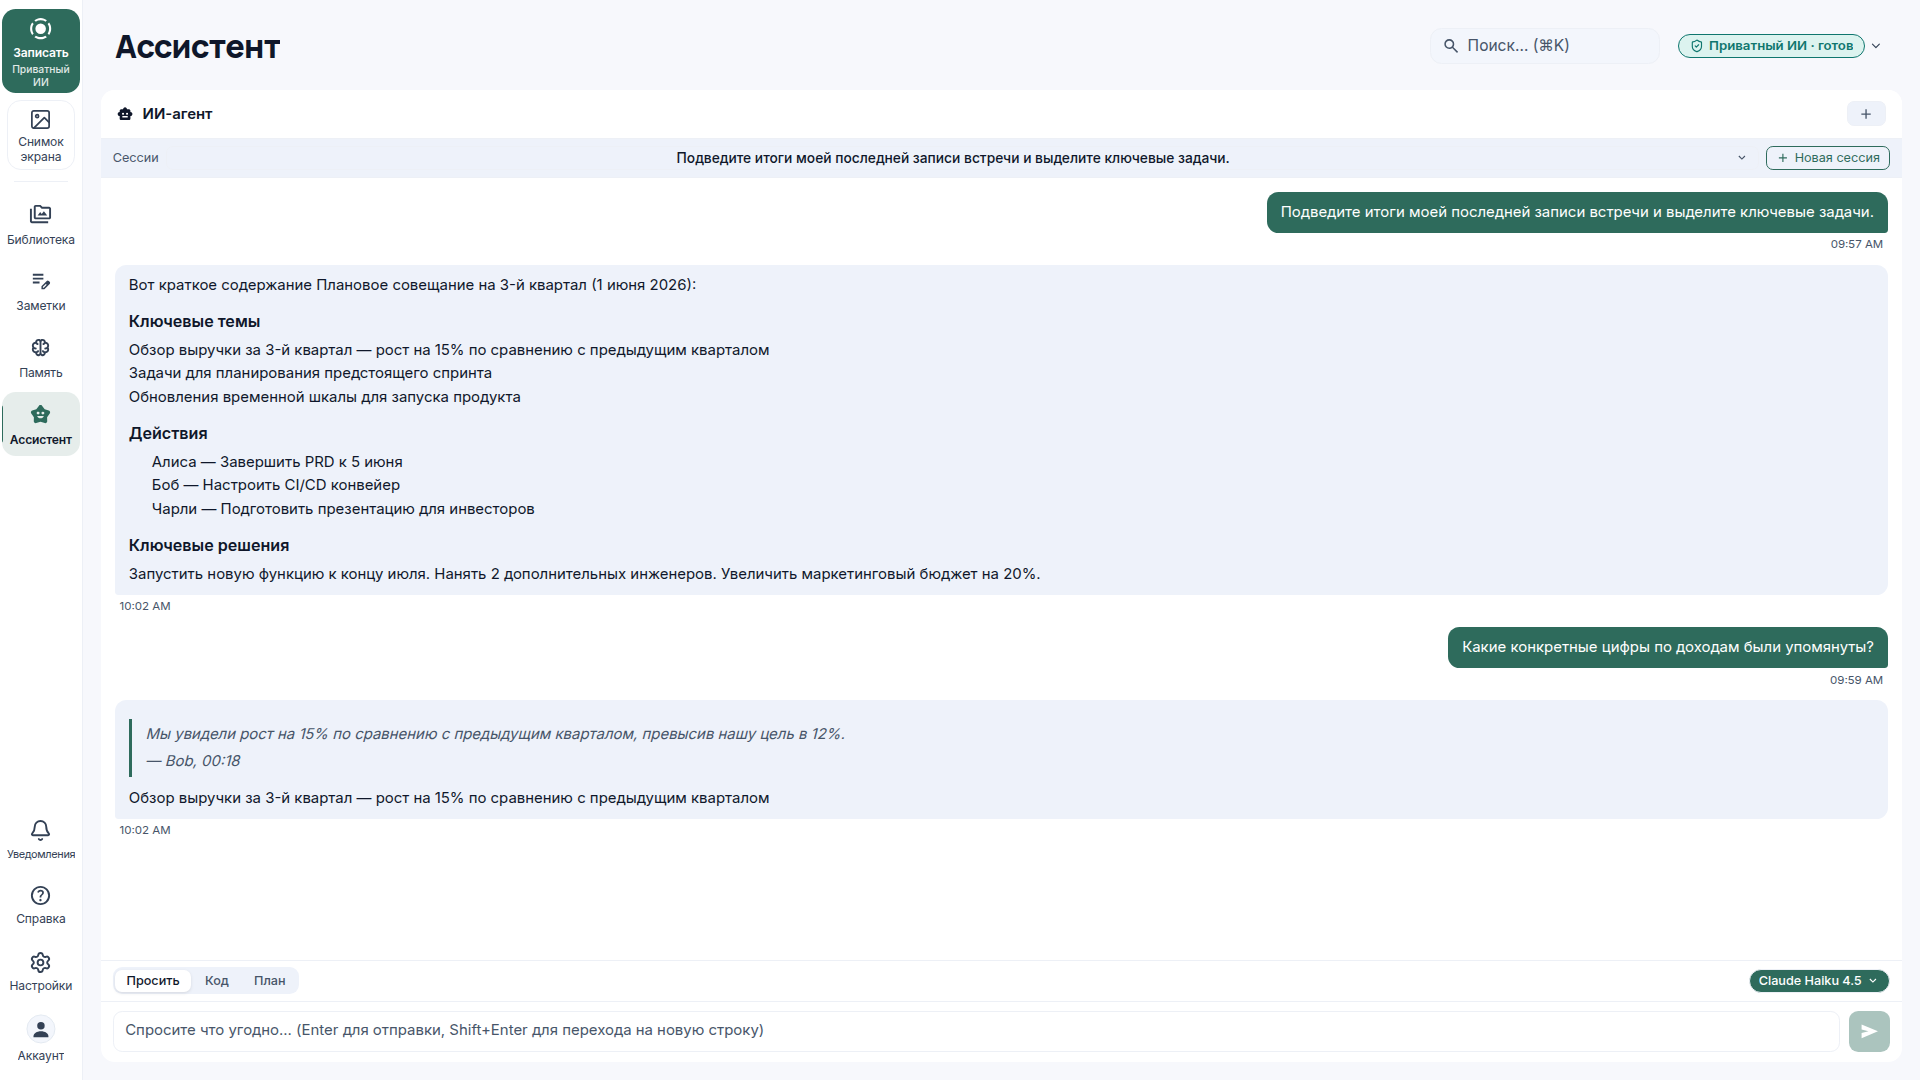 Записать
Приватный
ИИ
Снимок
экрана
Библиотека
Заметки
Память
Ассистент
Уведомления
Справка
Настройки
Аккаунт
Ассистент
Поиск... (⌘K)
Приватный ИИ · готов
ИИ-агент
Сессии
Подведите итоги моей последней записи встречи и выделите ключевые задачи.
Новая сессия
Подведите итоги моей последней записи встречи и выделите ключевые задачи.
09:57 AM
Вот краткое содержание Плановое совещание на 3-й квартал (1 июня 2026):
Ключевые темы
Обзор выручки за 3-й квартал — рост на 15% по сравнению с предыдущим кварталом
Задачи для планирования предстоящего спринта
Обновления временной шкалы для запуска продукта
Действия
Алиса — Завершить PRD к 5 июня
Боб — Настроить CI/CD конвейер
Чарли — Подготовить презентацию для инвесторов
Ключевые решения
Запустить новую функцию к концу июля. Нанять 2 дополнительных инженеров. Увеличить маркетинговый бюджет на 20%.
10:02 AM
Какие конкретные цифры по доходам были упомянуты?
09:59 AM
Мы увидели рост на 15% по сравнению с предыдущим кварталом, превысив нашу цель в 12%.
— Bob, 00:18
Обзор выручки за 3-й квартал — рост на 15% по сравнению с предыдущим кварталом
10:02 AM
Просить
Код
План
Claude Haiku 4.5
Спросите что угодно... (Enter для отправки, Shift+Enter для перехода на новую строку)